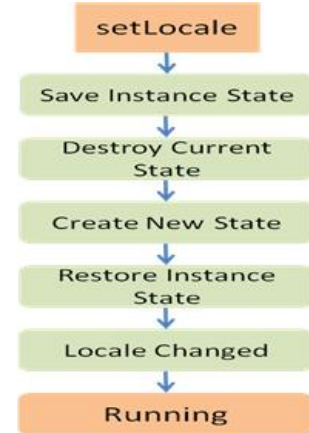 setLocale
Save Instance State
Destroy Current
State
Create New State
Restore Instance
State
Locale Changed
Running